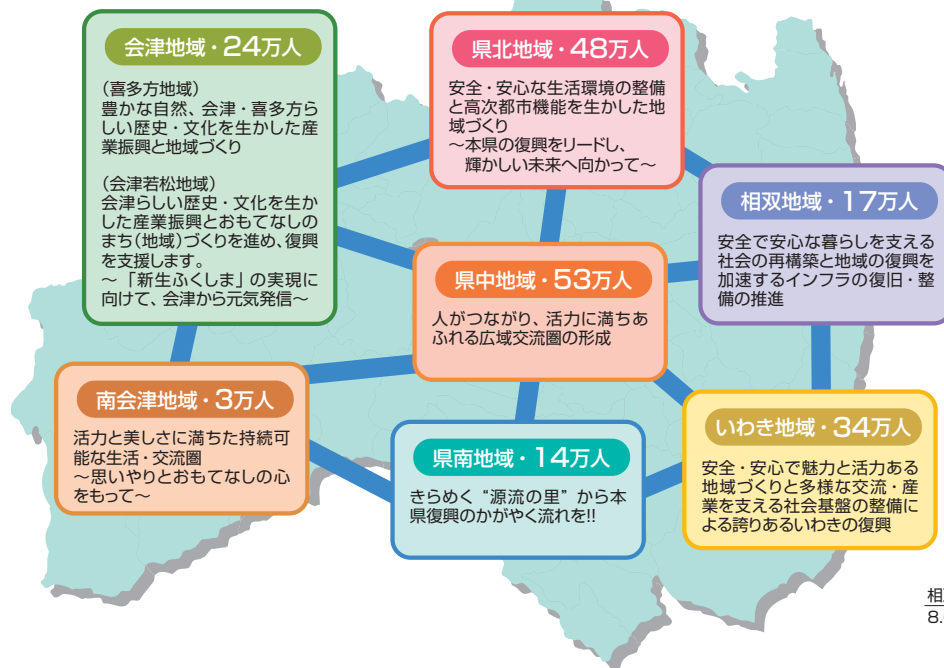 会津地域・24万人
(喜多方地域)
豊かな自然、会津・喜多方ら
しい歴史・文化を生かした産
業振興と地域づくり
(会津若松地域)
会津らしい歴史・文化を生か
した産業振興とおもてなしの
まち(地域)づくりを進め、復興
を支援します。
～「新生ふくしま」の実現に
向けて、会津から元気発信～
県北地域・48万人
安全・安心な生活環境の整備
と高次都市機能を生かした地
域づくり
～本県の復興をリードし、
輝かしい未来へ向かって～
相双地域・17万人
安全で安心な暮らしを支える
社会の再構築と地域の復興を
加速するインフラの復旧・整
備の推進
県中地域・53万人
人がつながり、活力に満ちあ
ふれる広域交流圏の形成
南会津地域・3万人
活力と美しさに満ちた持続可
能な生活・交流圏
～思いやりとおもてなしの心
をもって～
県南地域・14万人
きらめく“源流の里”から本
県復興のかがやく流れを!!
いわき地域・34万人
安全・安心で魅力と活力ある
地域づくりと多様な交流・産
業を支える社会基盤の整備に
よる誇りあるいわきの復興
8.